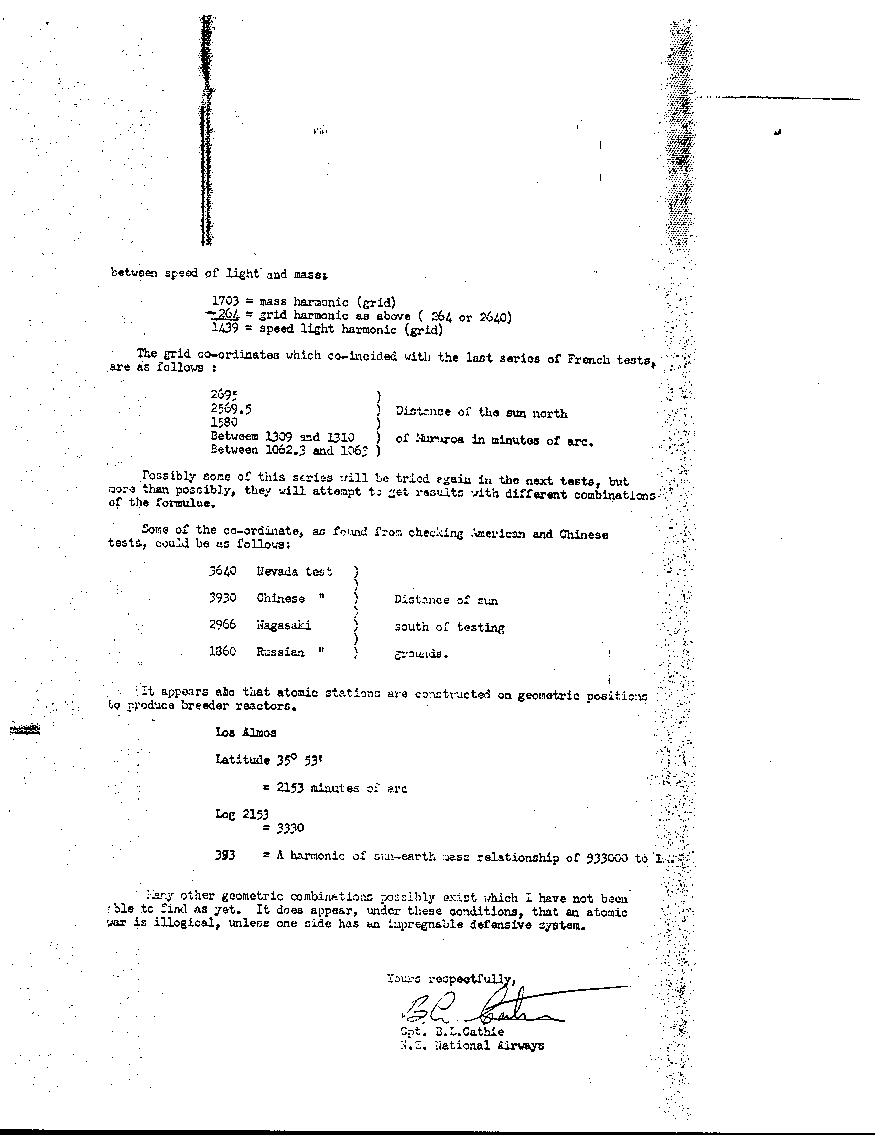 between speed of light and mass:
1703 = mass harmonic (grid)
-264 = grid harmonic as above ( 264 or 2640)
1439 = speed light harmonic (grid)
The grid co-ordinates which co-incided with the last series of French tests,
are as follows :
2695 )
2569.5 ) Distance of the sun north
1580 )
Between 1309 and 1310 ) of Mururoa in minutes of arc.
Between 1062.3 and 1063 )
Possibly some of this series will be tried again in the next tests, but
more than possibly, they will attempt to get results with different combinations
of the formulae.
Some of the co-ordinate, as found from checking American and Chinese
tests, could be as follows:
3640 Nevada test )
3930 Chinese " ) Distance of sun
2966 Nagasaki ) south of testing
1860 Russian " ) grounds.
It appears also that atomic stations are constructed on geometric positions
to produce breeder reactors.
Los Almos
Latitude 35° 53'
= 2153 minutes of arc
Log 2153
= 3330
333 = A harmonic of sun-earth mass relationship of 333000 to 1
Many other geometric combinations possibly exist which I have not been
able to find as yet. It does appear, under these conditions, that an atomic
war is illogical, unless one side has an impregnable defensive system.
Yours respectfully,
B L Cathie
Cpt. B.L.Cathie
N.Z. National Airways